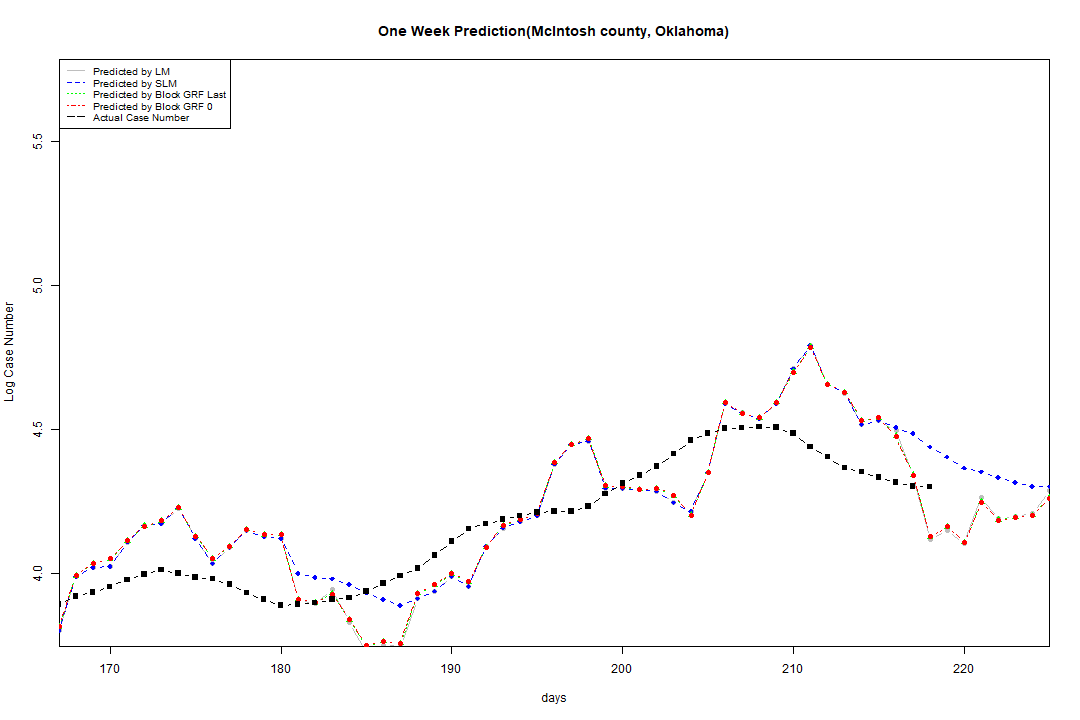 One Week Prediction(McIntosh county, Oklahoma)
Predicted by LM
Predicted by SLM
Predicted by Block GRF Last
Predicted by Block GRF 0
Actual Case Number
5.5
5.0
4.5
4.0
Log Case Number
170 180 190 200 210 220
days